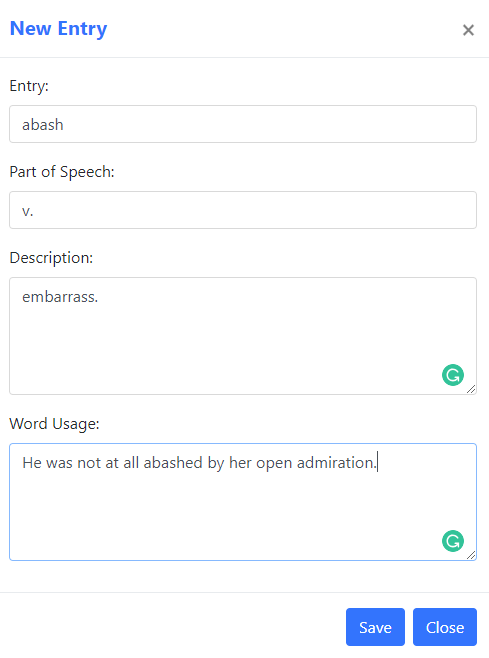 New Entry ×
Entry:
abash
Part of Speech:
v.
Description:
embarrass.
Word Usage:
He was not at all abashed by her open admiration.
Save Close